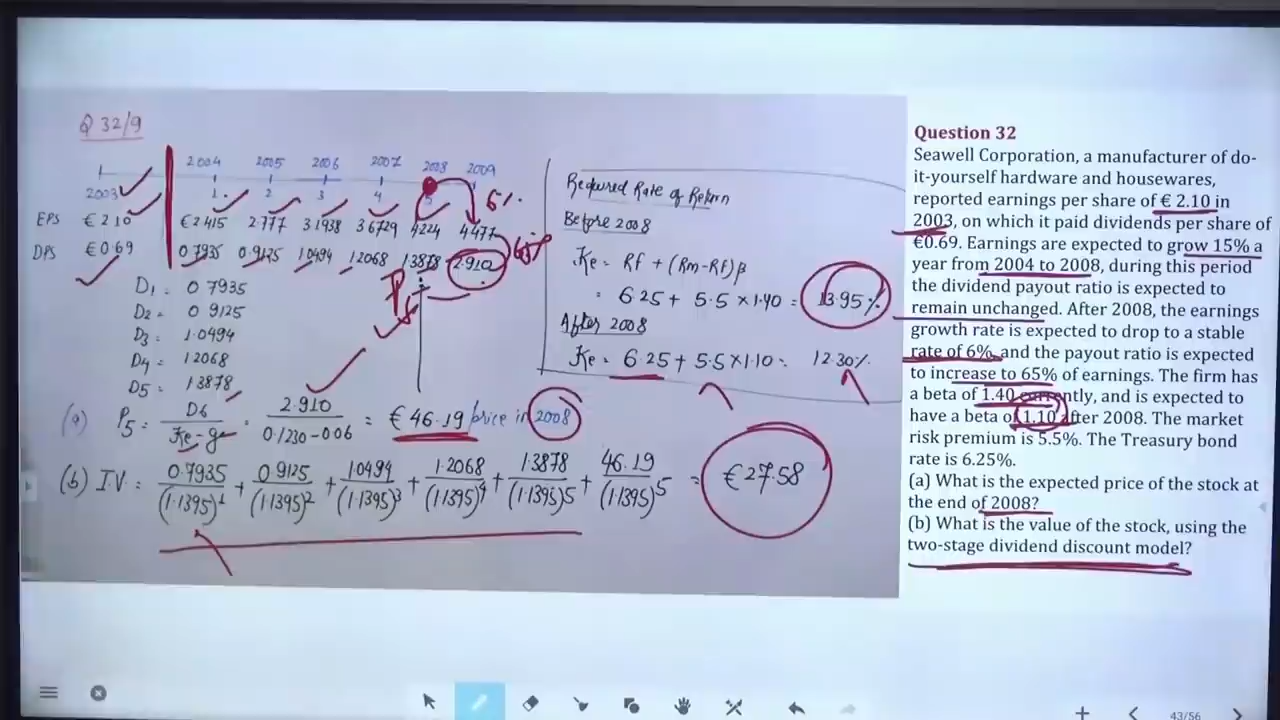 Q 32/9
2004 2005 2006 2007 2008 2009
2003 1 2 3 4 5 6%
EPS € 2.10 € 2.415 2.777 3.1938 3.6729 4.224 4.477
DPS € 0.69 0.7935 0.9125 1.0494 1.2068 1.3878 2.910 65%
P5
D1 = 0.7935
D2 = 0.9125
D3 = 1.0494
D4 = 1.2068
D5 = 1.3878
(a) P5 = D6 / Ke-g = 2.910 / 0.1230-0.06 = € 46.19 price in 2008
(b) IV = 0.7935 / (1.1395)^1 + 0.9125 / (1.1395)^2 + 1.0494 / (1.1395)^3 + 1.2068 / (1.1395)^4 + 1.3878 / (1.1395)^5 + 46.19 / (1.1395)^5 = € 27.58
Required Rate of Return
Before 2008
Ke = Rf + (Rm-Rf)β
= 6.25 + 5.5 × 1.40 = 13.95%
After 2008
Ke = 6.25 + 5.5 × 1.10 = 12.30%
Question 32
Seawell Corporation, a manufacturer of do-
it-yourself hardware and housewares,
reported earnings per share of € 2.10 in
2003, on which it paid dividends per share of
€0.69. Earnings are expected to grow 15% a
year from 2004 to 2008, during this period
the dividend payout ratio is expected to
remain unchanged. After 2008, the earnings
growth rate is expected to drop to a stable
rate of 6%, and the payout ratio is expected
to increase to 65% of earnings. The firm has
a beta of 1.40 currently, and is expected to
have a beta of 1.10 after 2008. The market
risk premium is 5.5%. The Treasury bond
rate is 6.25%.
(a) What is the expected price of the stock at
the end of 2008?
(b) What is the value of the stock, using the
two-stage dividend discount model?
43/56